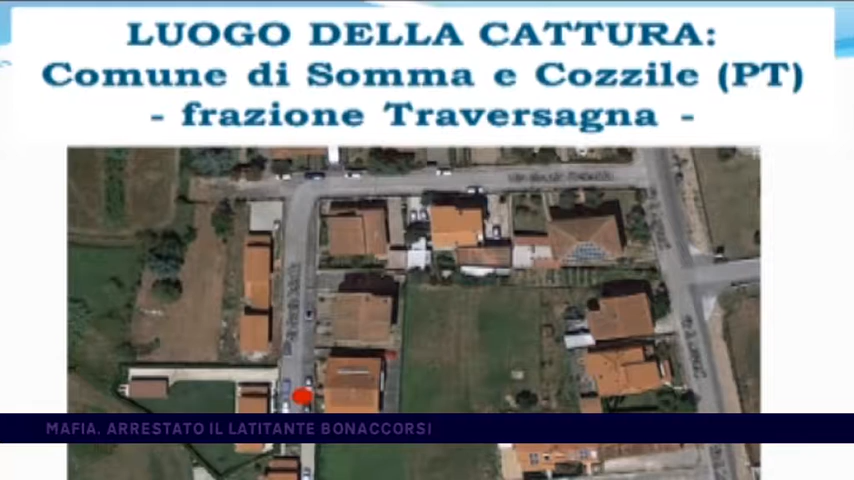 LUOGO DELLA CATTURA:
Comune di Somma e Cozzile (PT)
- frazione Traversagna -
MAFIA. ARRESTATO IL LATITANTE BONACCORSI